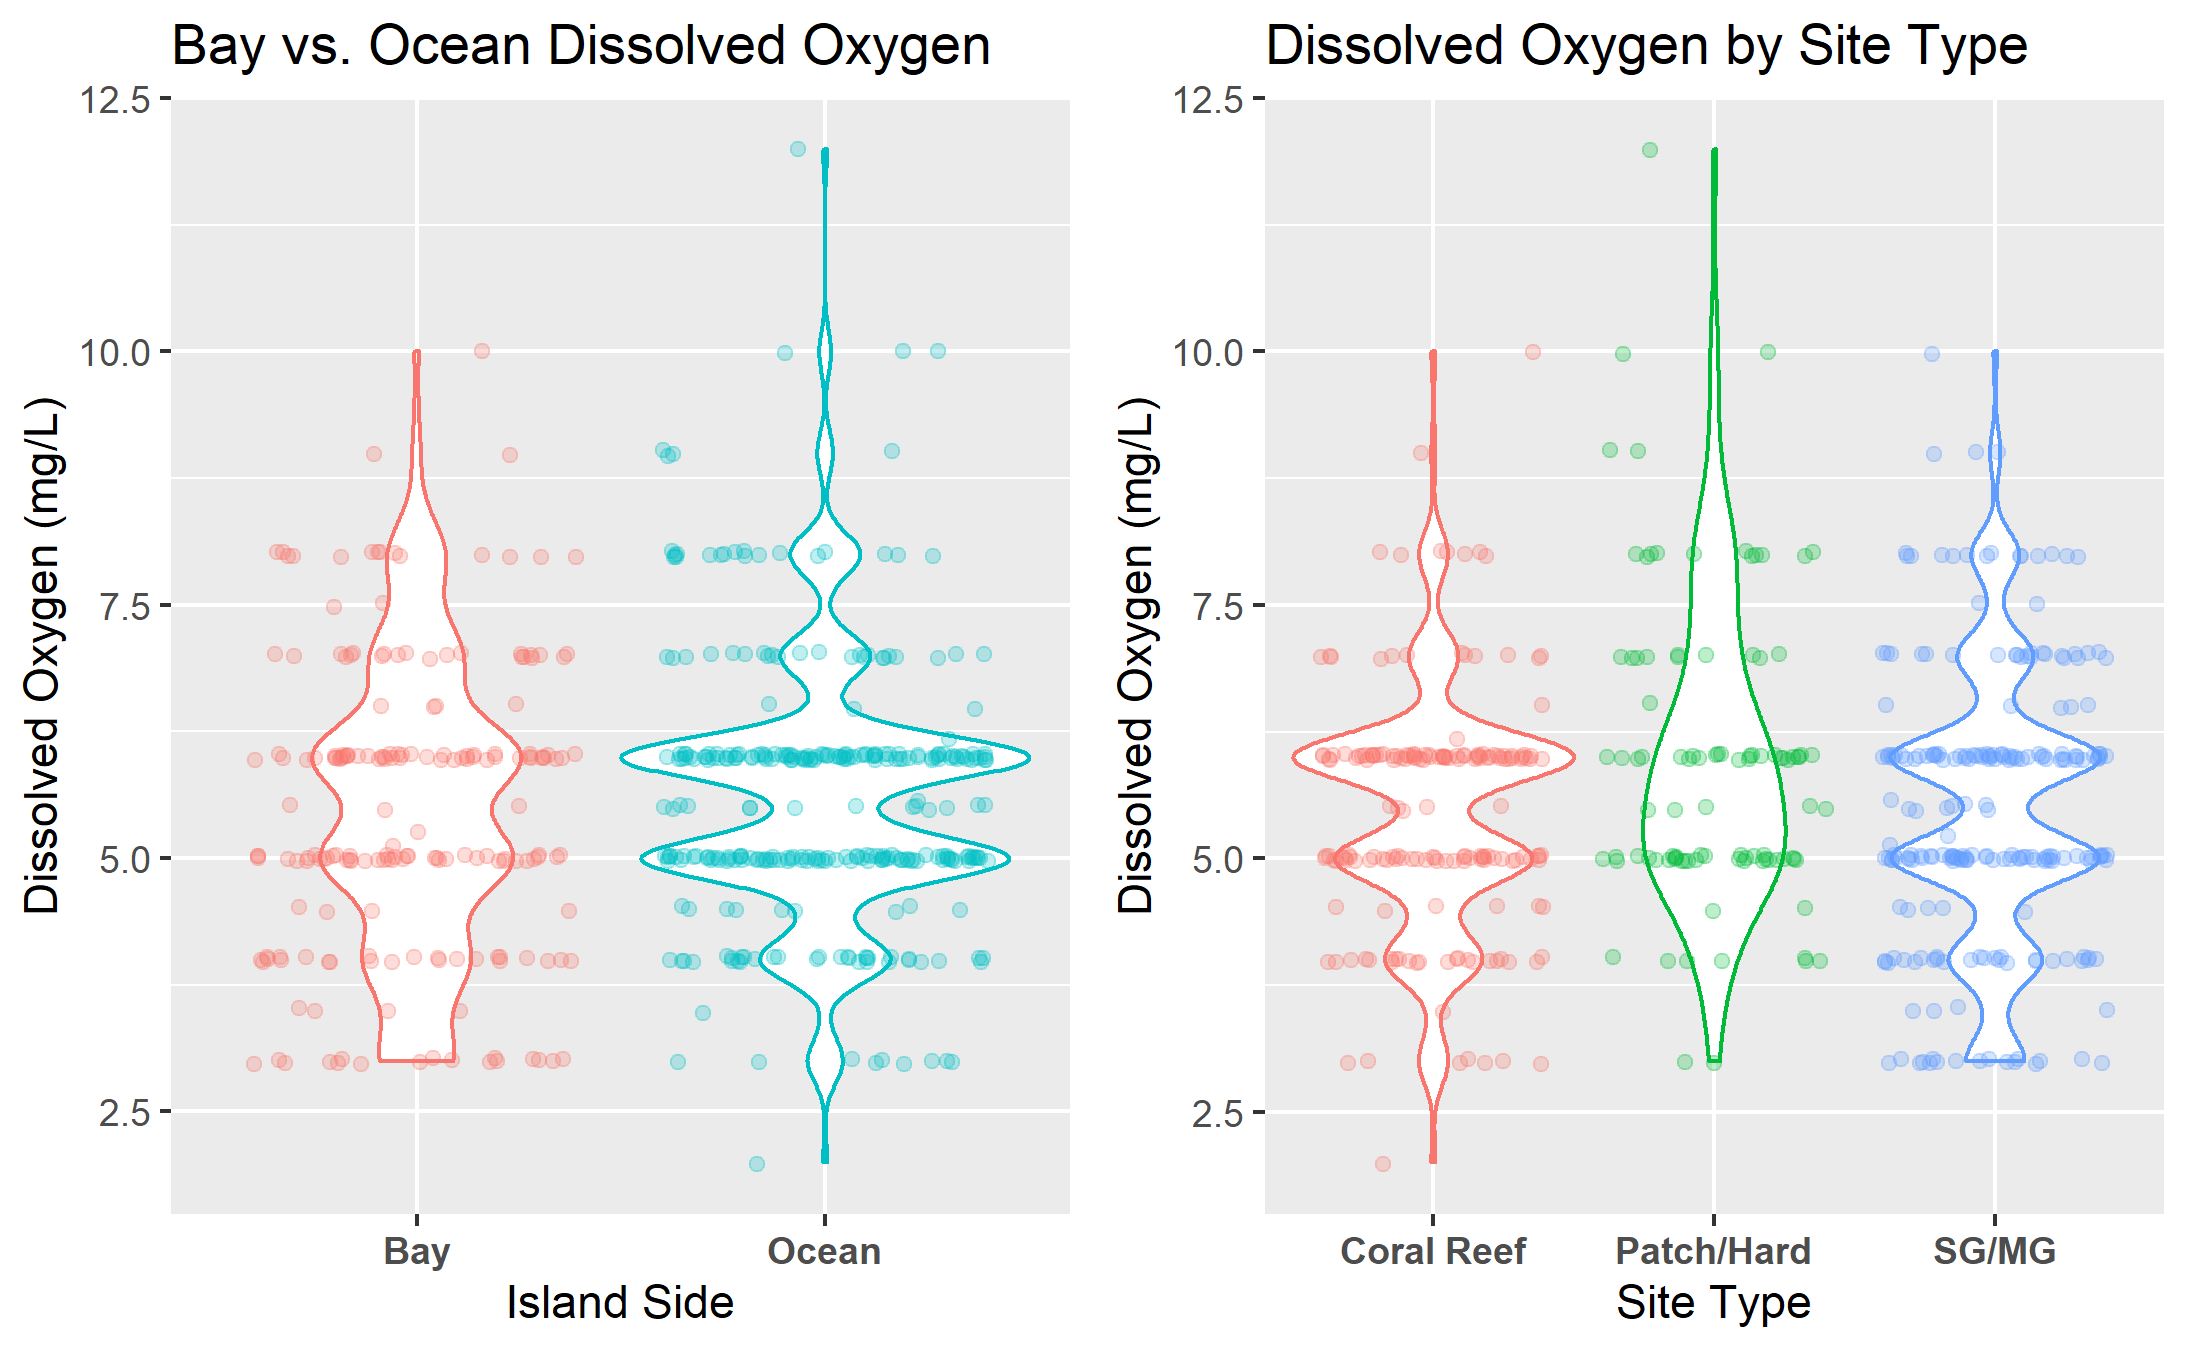 Bay vs. Ocean Dissolved Oxygen
12.5
10.0
7.5
5.0
2.5
Dissolved Oxygen (mg/L)
Bay
Ocean
Island Side
Dissolved Oxygen by Site Type
12.5
10.0
7.5
5.0
2.5
Dissolved Oxygen (mg/L)
Coral Reef
Patch/Hard
SG/MG
Site Type